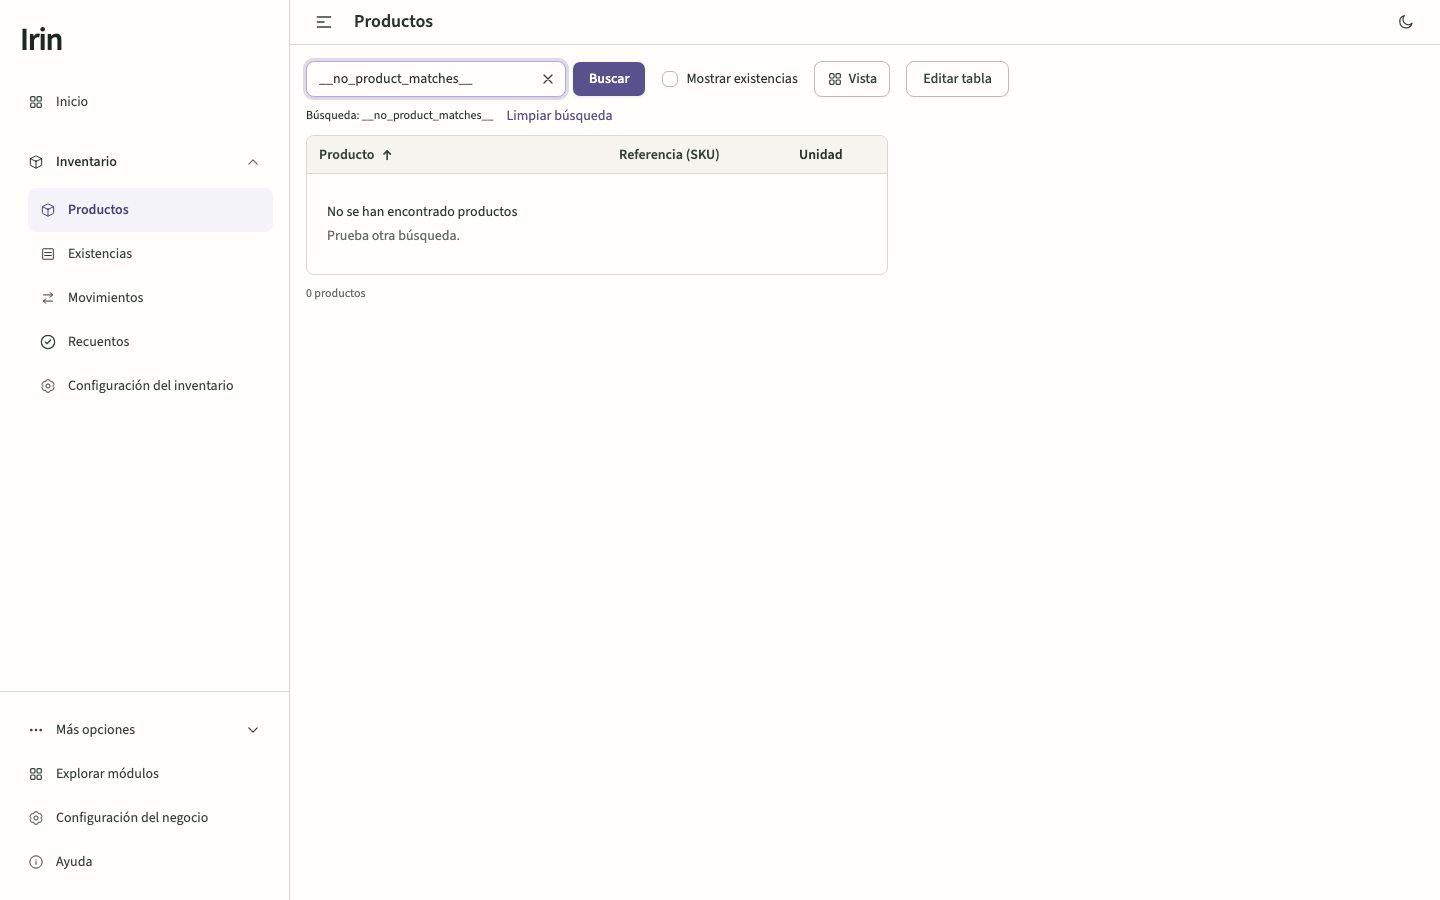 Irin
Inicio
Inventario
Productos
Existencias
Movimientos
Recuentos
Configuración del inventario
Más opciones
Explorar módulos
Configuración del negocio
Ayuda
Productos
__no_product_matches__ Buscar Mostrar existencias Vista Editar tabla
Búsqueda: __no_product_matches__ Limpiar búsqueda
Producto Referencia (SKU) Unidad
No se han encontrado productos
Prueba otra búsqueda.
0 productos